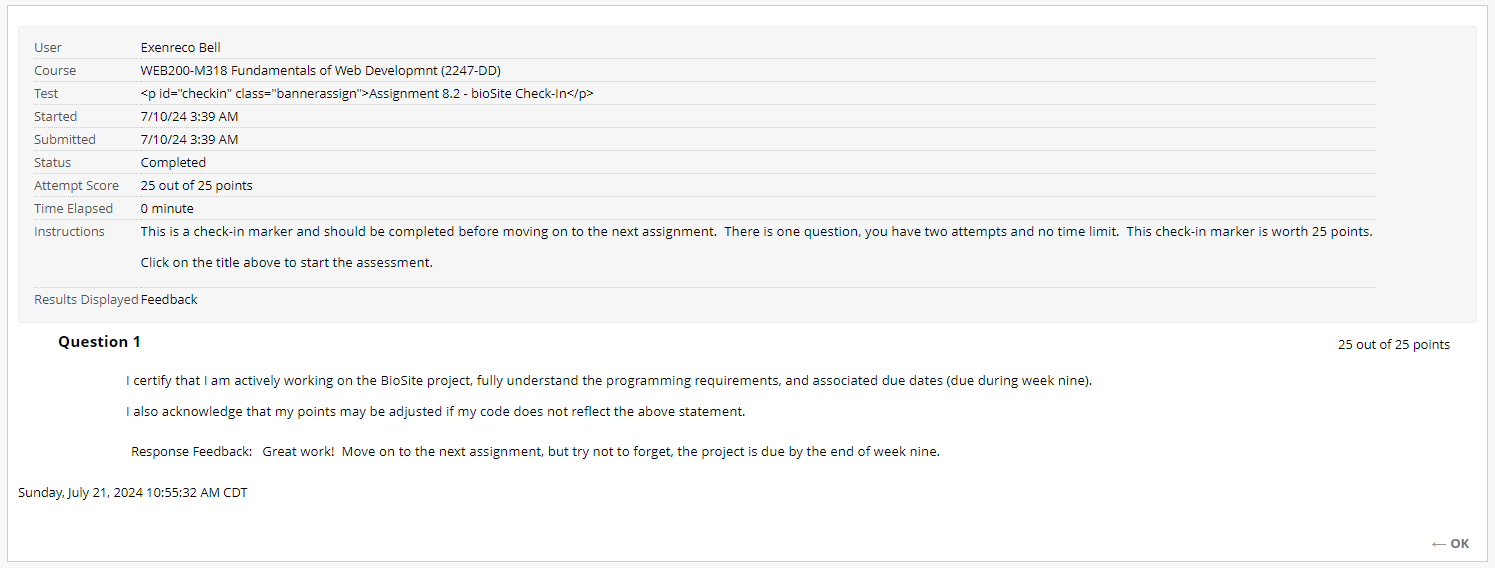 User Exenreco Bell
Course WEB200-M318 Fundamentals of Web Developmnt (2247-DD)
Test <p id="checkin" class="bannerassign">Assignment 8.2 - bioSite Check-In</p>
Started 7/10/24 3:39 AM
Submitted 7/10/24 3:39 AM
Status Completed
Attempt Score 25 out of 25 points
Time Elapsed 0 minute
Instructions This is a check-in marker and should be completed before moving on to the next assignment.  There is one question, you have two attempts and no time limit.  This check-in marker is worth 25 points.
Click on the title above to start the assessment.
Results Displayed Feedback
Question 1 25 out of 25 points
I certify that I am actively working on the BioSite project, fully understand the programming requirements, and associated due dates (due during week nine).
I also acknowledge that my points may be adjusted if my code does not reflect the above statement.
Response Feedback: Great work!  Move on to the next assignment, but try not to forget, the project is due by the end of week nine.
Sunday, July 21, 2024 10:55:32 AM CDT
← OK